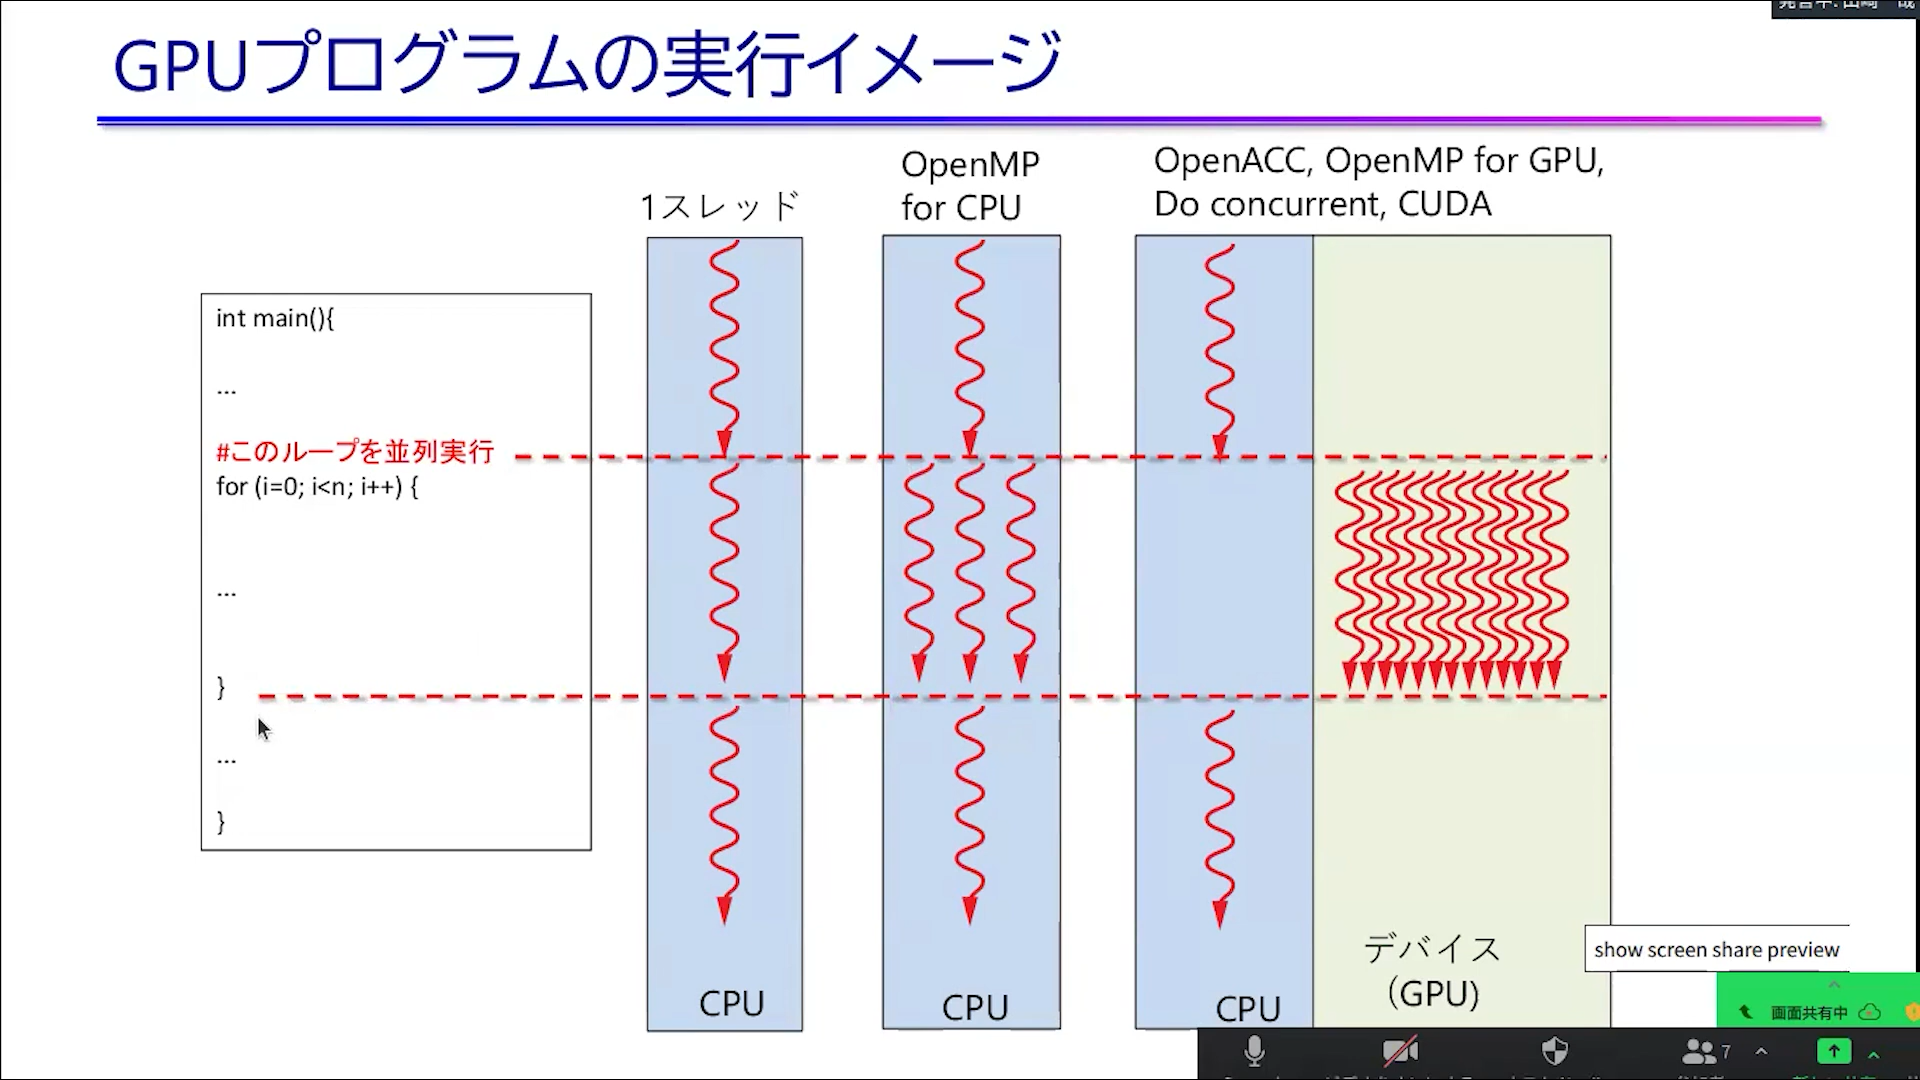 GPUプログラムの実行イメージ
1スレッド
OpenMP
for CPU
OpenACC, OpenMP for GPU,
Do concurrent, CUDA
int main(){
...
#このループを並列実行
for (i=0; i<n; i++) {
...
}
...
}
CPU
CPU
CPU
デバイス
(GPU)
show screen share preview
画面共有中
7